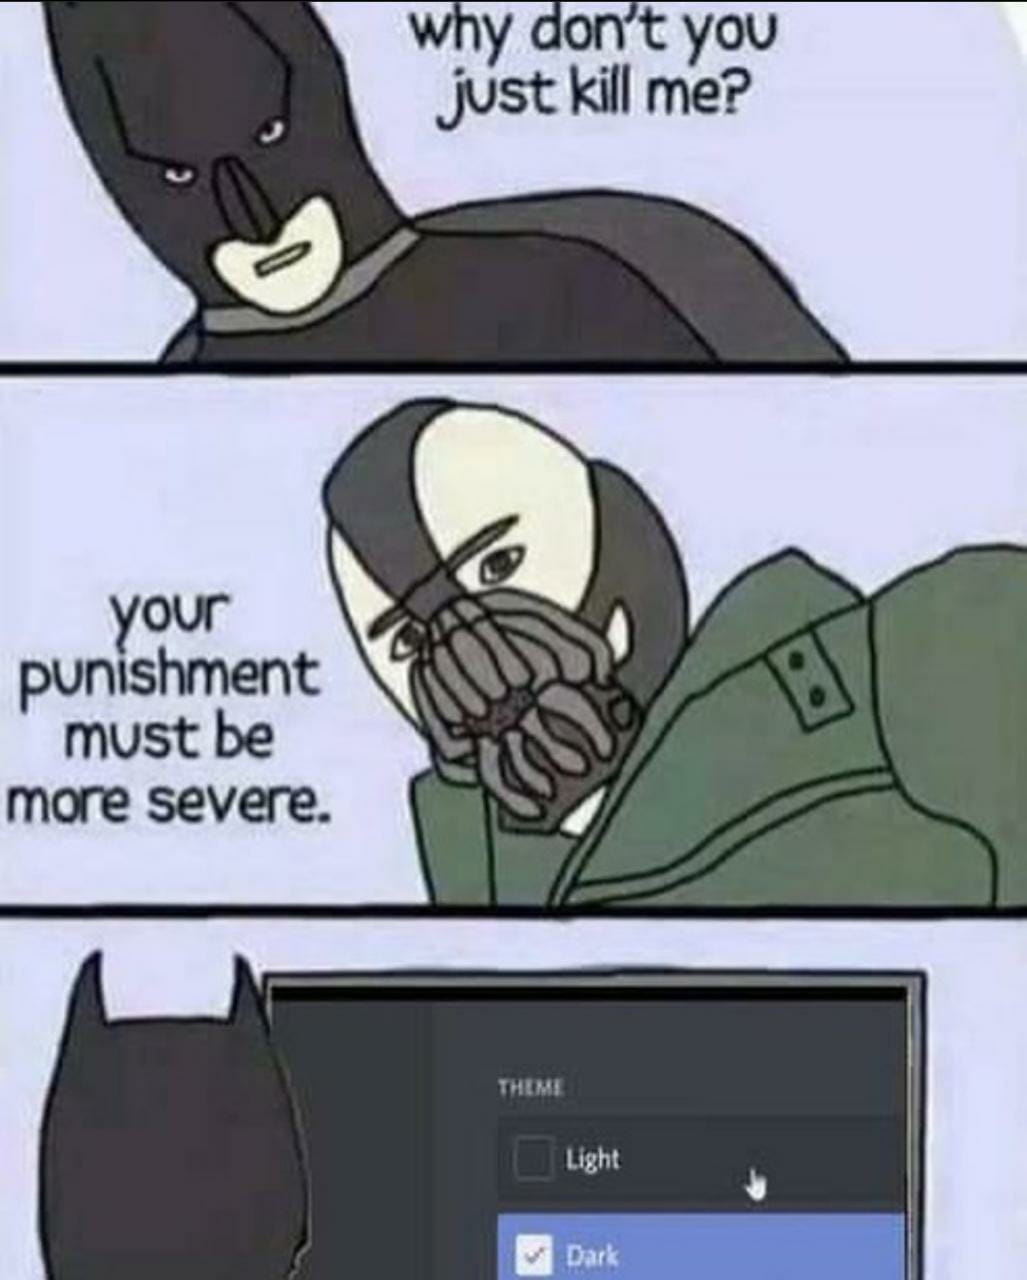 why don't you
just kill me?
your
punishment
must be
more severe.
THEME
Light
Dark